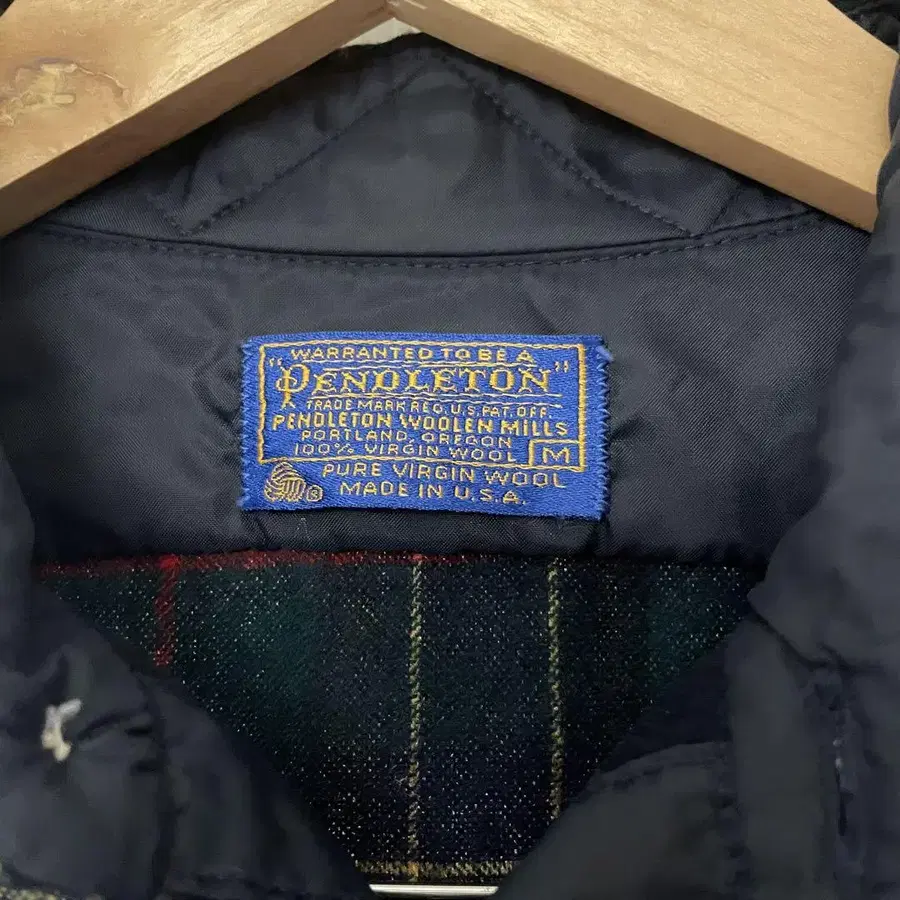 WARRANTED TO BE A
"PENDLETON"
TRADE MARK REG. U.S. PAT. OFF.
PENDLETON WOOLEN MILLS
PORTLAND, OREGON
100% VIRGIN WOOL M
PURE VIRGIN WOOL
® MADE IN U.S.A.